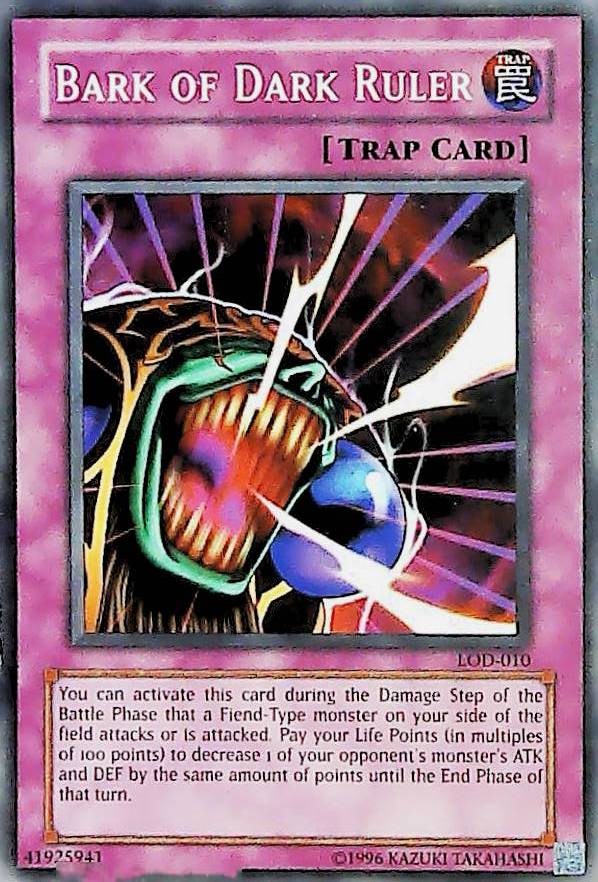 BARK OF DARK RULER
TRAP
罠
[TRAP CARD]
LOD-010
You can activate this card during the Damage Step of the
Battle Phase that a Fiend-Type monster on your side of the
field attacks or is attacked. Pay your Life Points (in multiples
of 100 points) to decrease 1 of your opponent's monster's ATK
and DEF by the same amount of points until the End Phase of
that turn.
41925941
©1996 KAZUKI TAKAHASHI